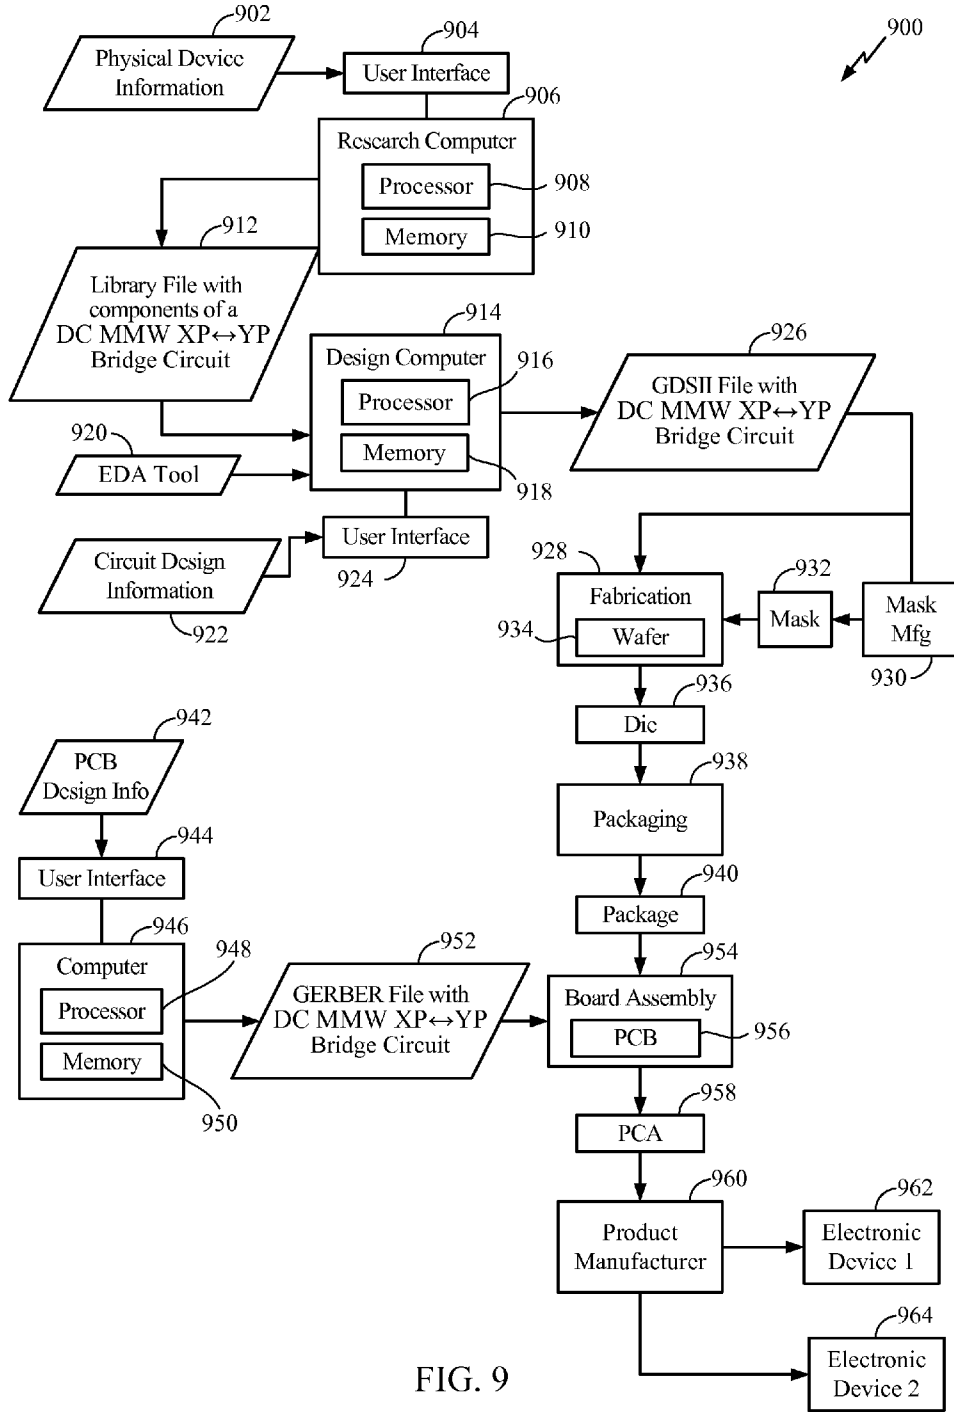 902
904
900
Physical Device
Information
User Interface
906
Research Computer
Processor
908
Memory
910
912
Library File with
components of a
DC MMW XP↔YP
Bridge Circuit
914
Design Computer
916
Processor
Memory
918
926
GDSII File with
DC MMW XP↔YP
Bridge Circuit
920
EDA Tool
User Interface
924
Circuit Design
Information
922
928
Fabrication
934
Wafer
932
Mask
Mask
Mfg
930
936
Die
938
Packaging
940
Package
942
PCB
Design Info
944
User Interface
946
Computer
948
Processor
Memory
950
952
GERBER File with
DC MMW XP↔YP
Bridge Circuit
954
Board Assembly
PCB
956
958
PCA
960
Product
Manufacturer
962
Electronic
Device 1
964
Electronic
Device 2
FIG. 9